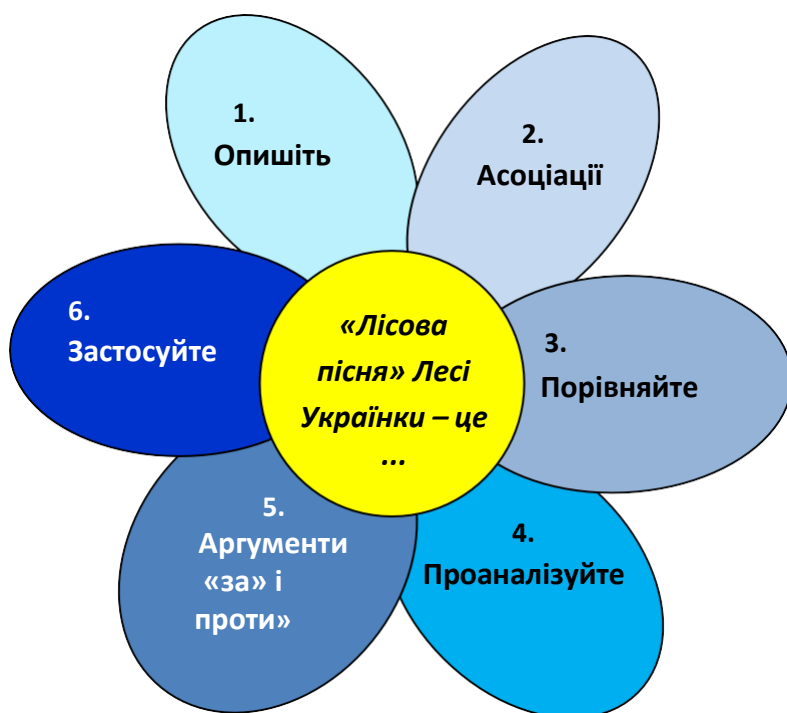 1.
Опишіть
2.
Асоціації
3.
Порівняйте
4.
Проаналізуйте
5.
Аргументи
«за» і
проти»
6.
Застосуйте
«Лісова
пісня» Лесі
Українки – це
...